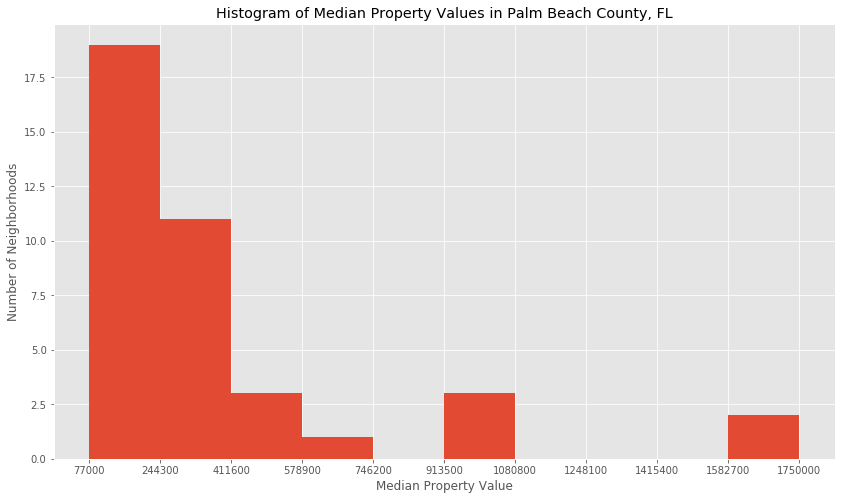 Histogram of Median Property Values in Palm Beach County, FL
17.5
15.0
12.5
10.0
7.5
5.0
2.5
0.0
Number of Neighborhoods
77000 244300 411600 578900 746200 913500 1080800 1248100 1415400 1582700 1750000
Median Property Value